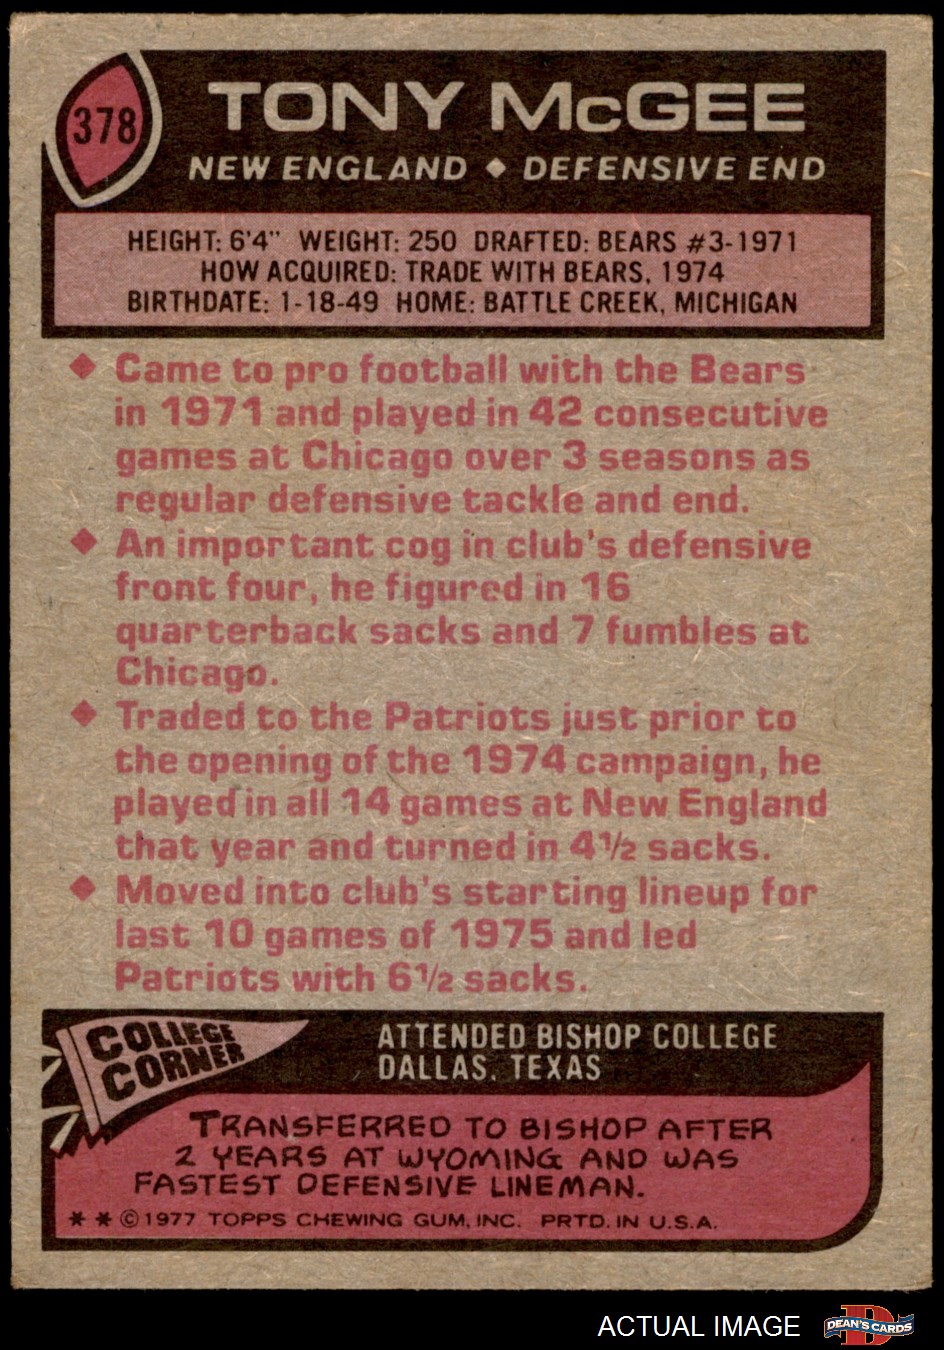 378
TONY McGEE
NEW ENGLAND ◆ DEFENSIVE END
HEIGHT: 6'4" WEIGHT: 250 DRAFTED: BEARS #3-1971
HOW ACQUIRED: TRADE WITH BEARS, 1974
BIRTHDATE: 1-18-49 HOME: BATTLE CREEK, MICHIGAN
◆ Came to pro football with the Bears
in 1971 and played in 42 consecutive
games at Chicago over 3 seasons as
regular defensive tackle and end.
◆ An important cog in club's defensive
front four, he figured in 16
quarterback sacks and 7 fumbles at
Chicago.
◆ Traded to the Patriots just prior to
the opening of the 1974 campaign, he
played in all 14 games at New England
that year and turned in 4½ sacks.
◆ Moved into club's starting lineup for
last 10 games of 1975 and led
Patriots with 6½ sacks.
COLLEGE
CORNER
ATTENDED BISHOP COLLEGE
DALLAS, TEXAS
TRANSFERRED TO BISHOP AFTER
2 YEARS AT WYOMING AND WAS
FASTEST DEFENSIVE LINEMAN.
* * © 1977 TOPPS CHEWING GUM, INC. PRTD. IN U.S.A.
ACTUAL IMAGE
D
DEAN'S CARDS